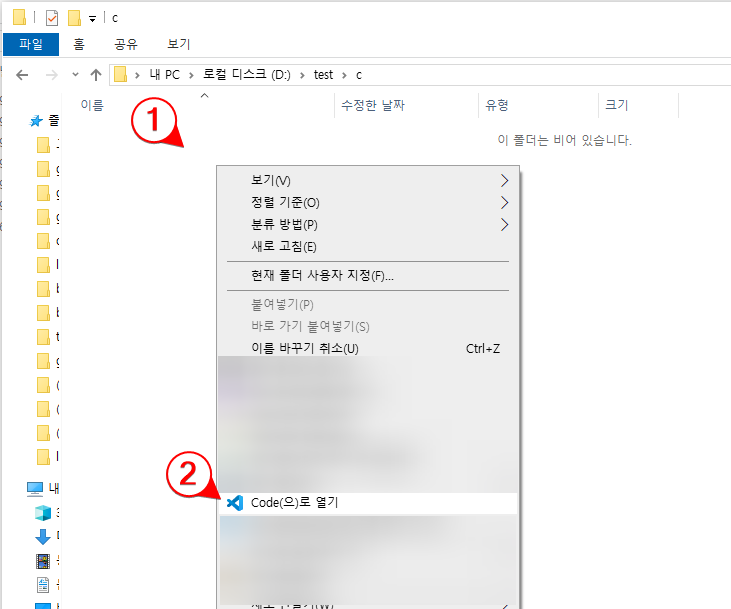 c
파일 홈 공유 보기
내 PC > 로컬 디스크 (D:) > test > c
이름 수정한 날짜 유형 크기
이 폴더는 비어 있습니다.
1
보기(V)
정렬 기준(O)
분류 방법(P)
새로 고침(E)
현재 폴더 사용자 지정(F)...
붙여넣기(P)
바로 가기 붙여넣기(S)
이름 바꾸기 취소(U) Ctrl+Z
2
Code(으)로 열기